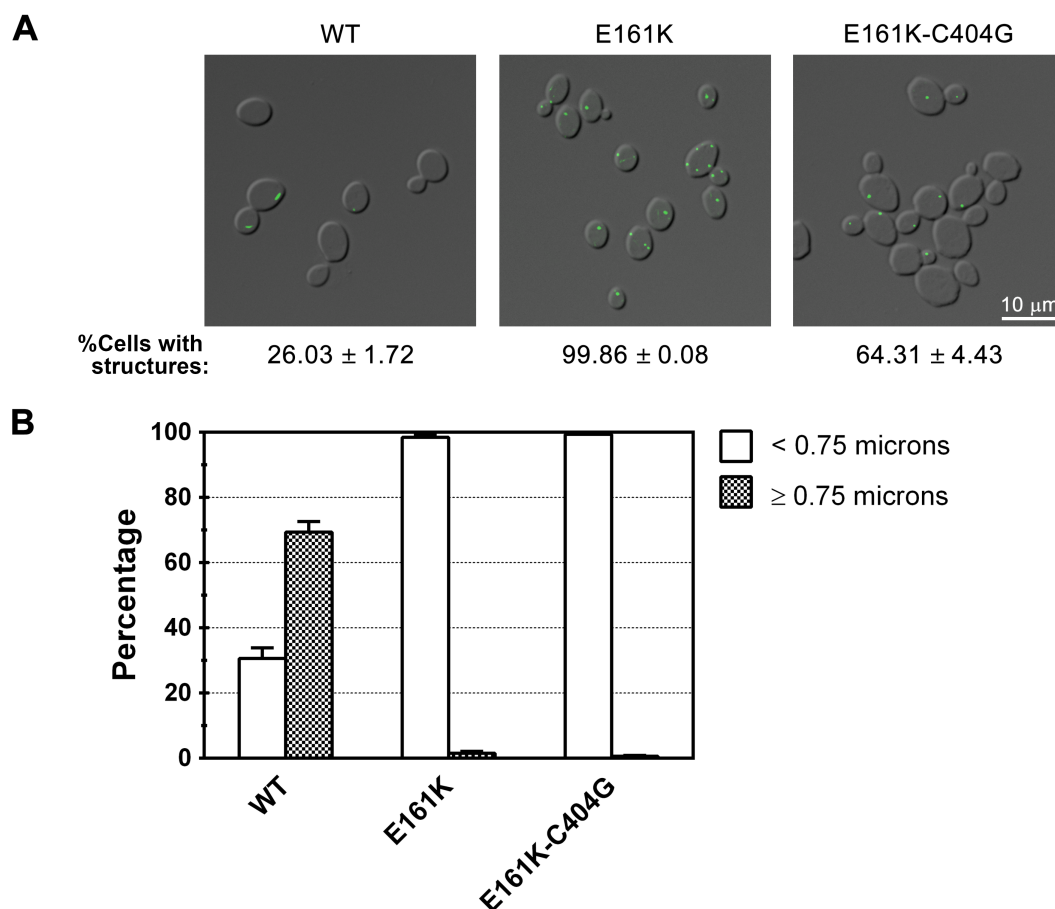 A
WT
E161K
E161K-C404G
10 μm
%Cells with
structures:
26.03 ± 1.72
99.86 ± 0.08
64.31 ± 4.43
B
100
80
60
40
20
0
Percentage
WT
E161K
E161K-C404G
< 0.75 microns
≥ 0.75 microns